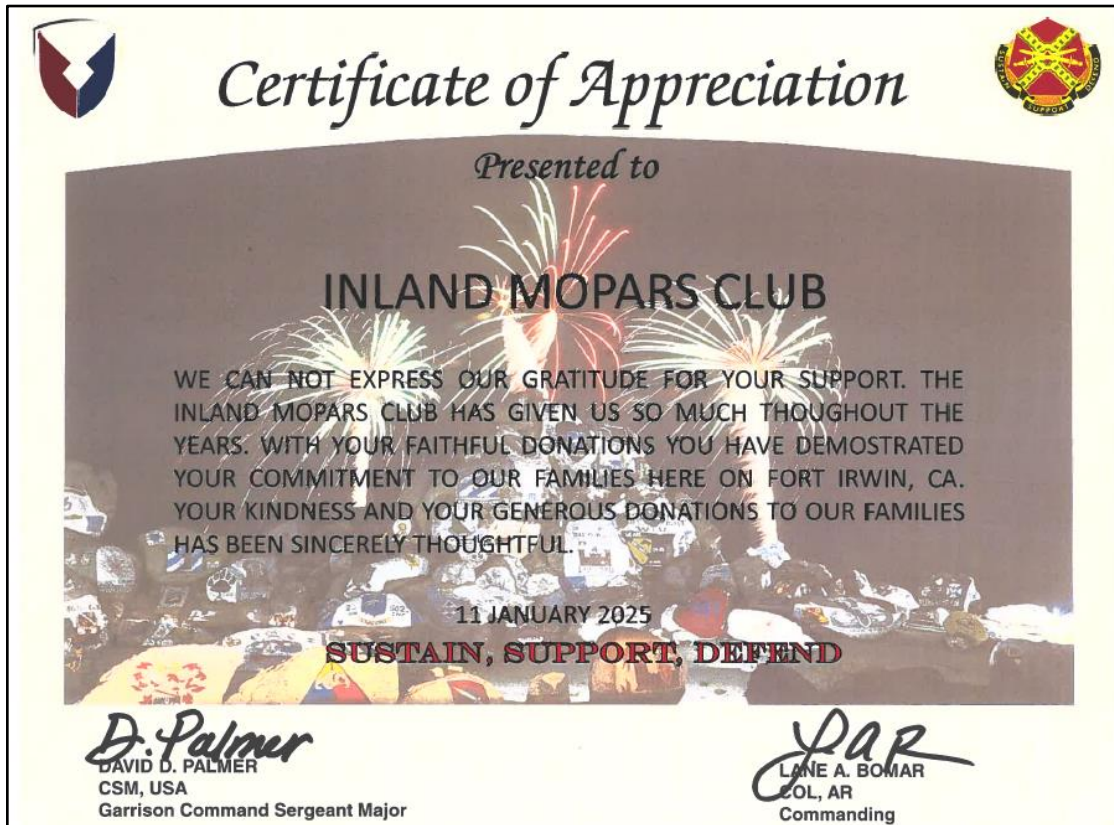 Certificate of Appreciation
SUSTAIN SUPPORT DEFEND
Presented to
INLAND MOPARS CLUB
WE CAN NOT EXPRESS OUR GRATITUDE FOR YOUR SUPPORT. THE
INLAND MOPARS CLUB HAS GIVEN US SO MUCH THOUGHOUT THE
YEARS. WITH YOUR FAITHFUL DONATIONS YOU HAVE DEMOSTRATED
YOUR COMMITMENT TO OUR FAMILIES HERE ON FORT IRWIN, CA.
YOUR KINDNESS AND YOUR GENEROUS DONATIONS TO OUR FAMILIES
HAS BEEN SINCERELY THOUGHTFUL.
11 JANUARY 2025
SUSTAIN, SUPPORT, DEFEND
D. Palmer
DAVID D. PALMER
CSM, USA
Garrison Command Sergeant Major
LANE A. BOMAR
COL, AR
Commanding